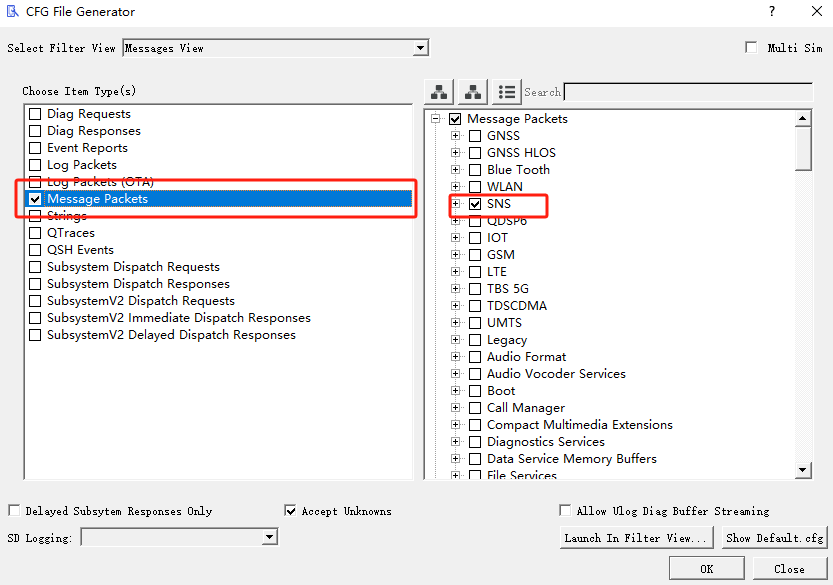 CFG File Generator
?
Select Filter View Messages View
Multi Sim
Choose Item Type(s)
Search
Diag Requests
Diag Responses
Event Reports
Log Packets
Log Packets (OTA)
Message Packets
Strings
QTraces
QSH Events
Subsystem Dispatch Requests
Subsystem Dispatch Responses
SubsystemV2 Dispatch Requests
SubsystemV2 Immediate Dispatch Responses
SubsystemV2 Delayed Dispatch Responses
Message Packets
GNSS
GNSS HLOS
Blue Tooth
WLAN
SNS
QDSP6
IOT
GSM
LTE
TBS 5G
TDSCDMA
UMTS
Legacy
Audio Format
Audio Vocoder Services
Boot
Call Manager
Compact Multimedia Extensions
Diagnostics Services
Data Service Memory Buffers
File Services
Delayed Subsytem Responses Only
Accept Unknowns
Allow Ulog Diag Buffer Streaming
SD Logging:
Launch In Filter View...
Show Default.cfg
OK
Close